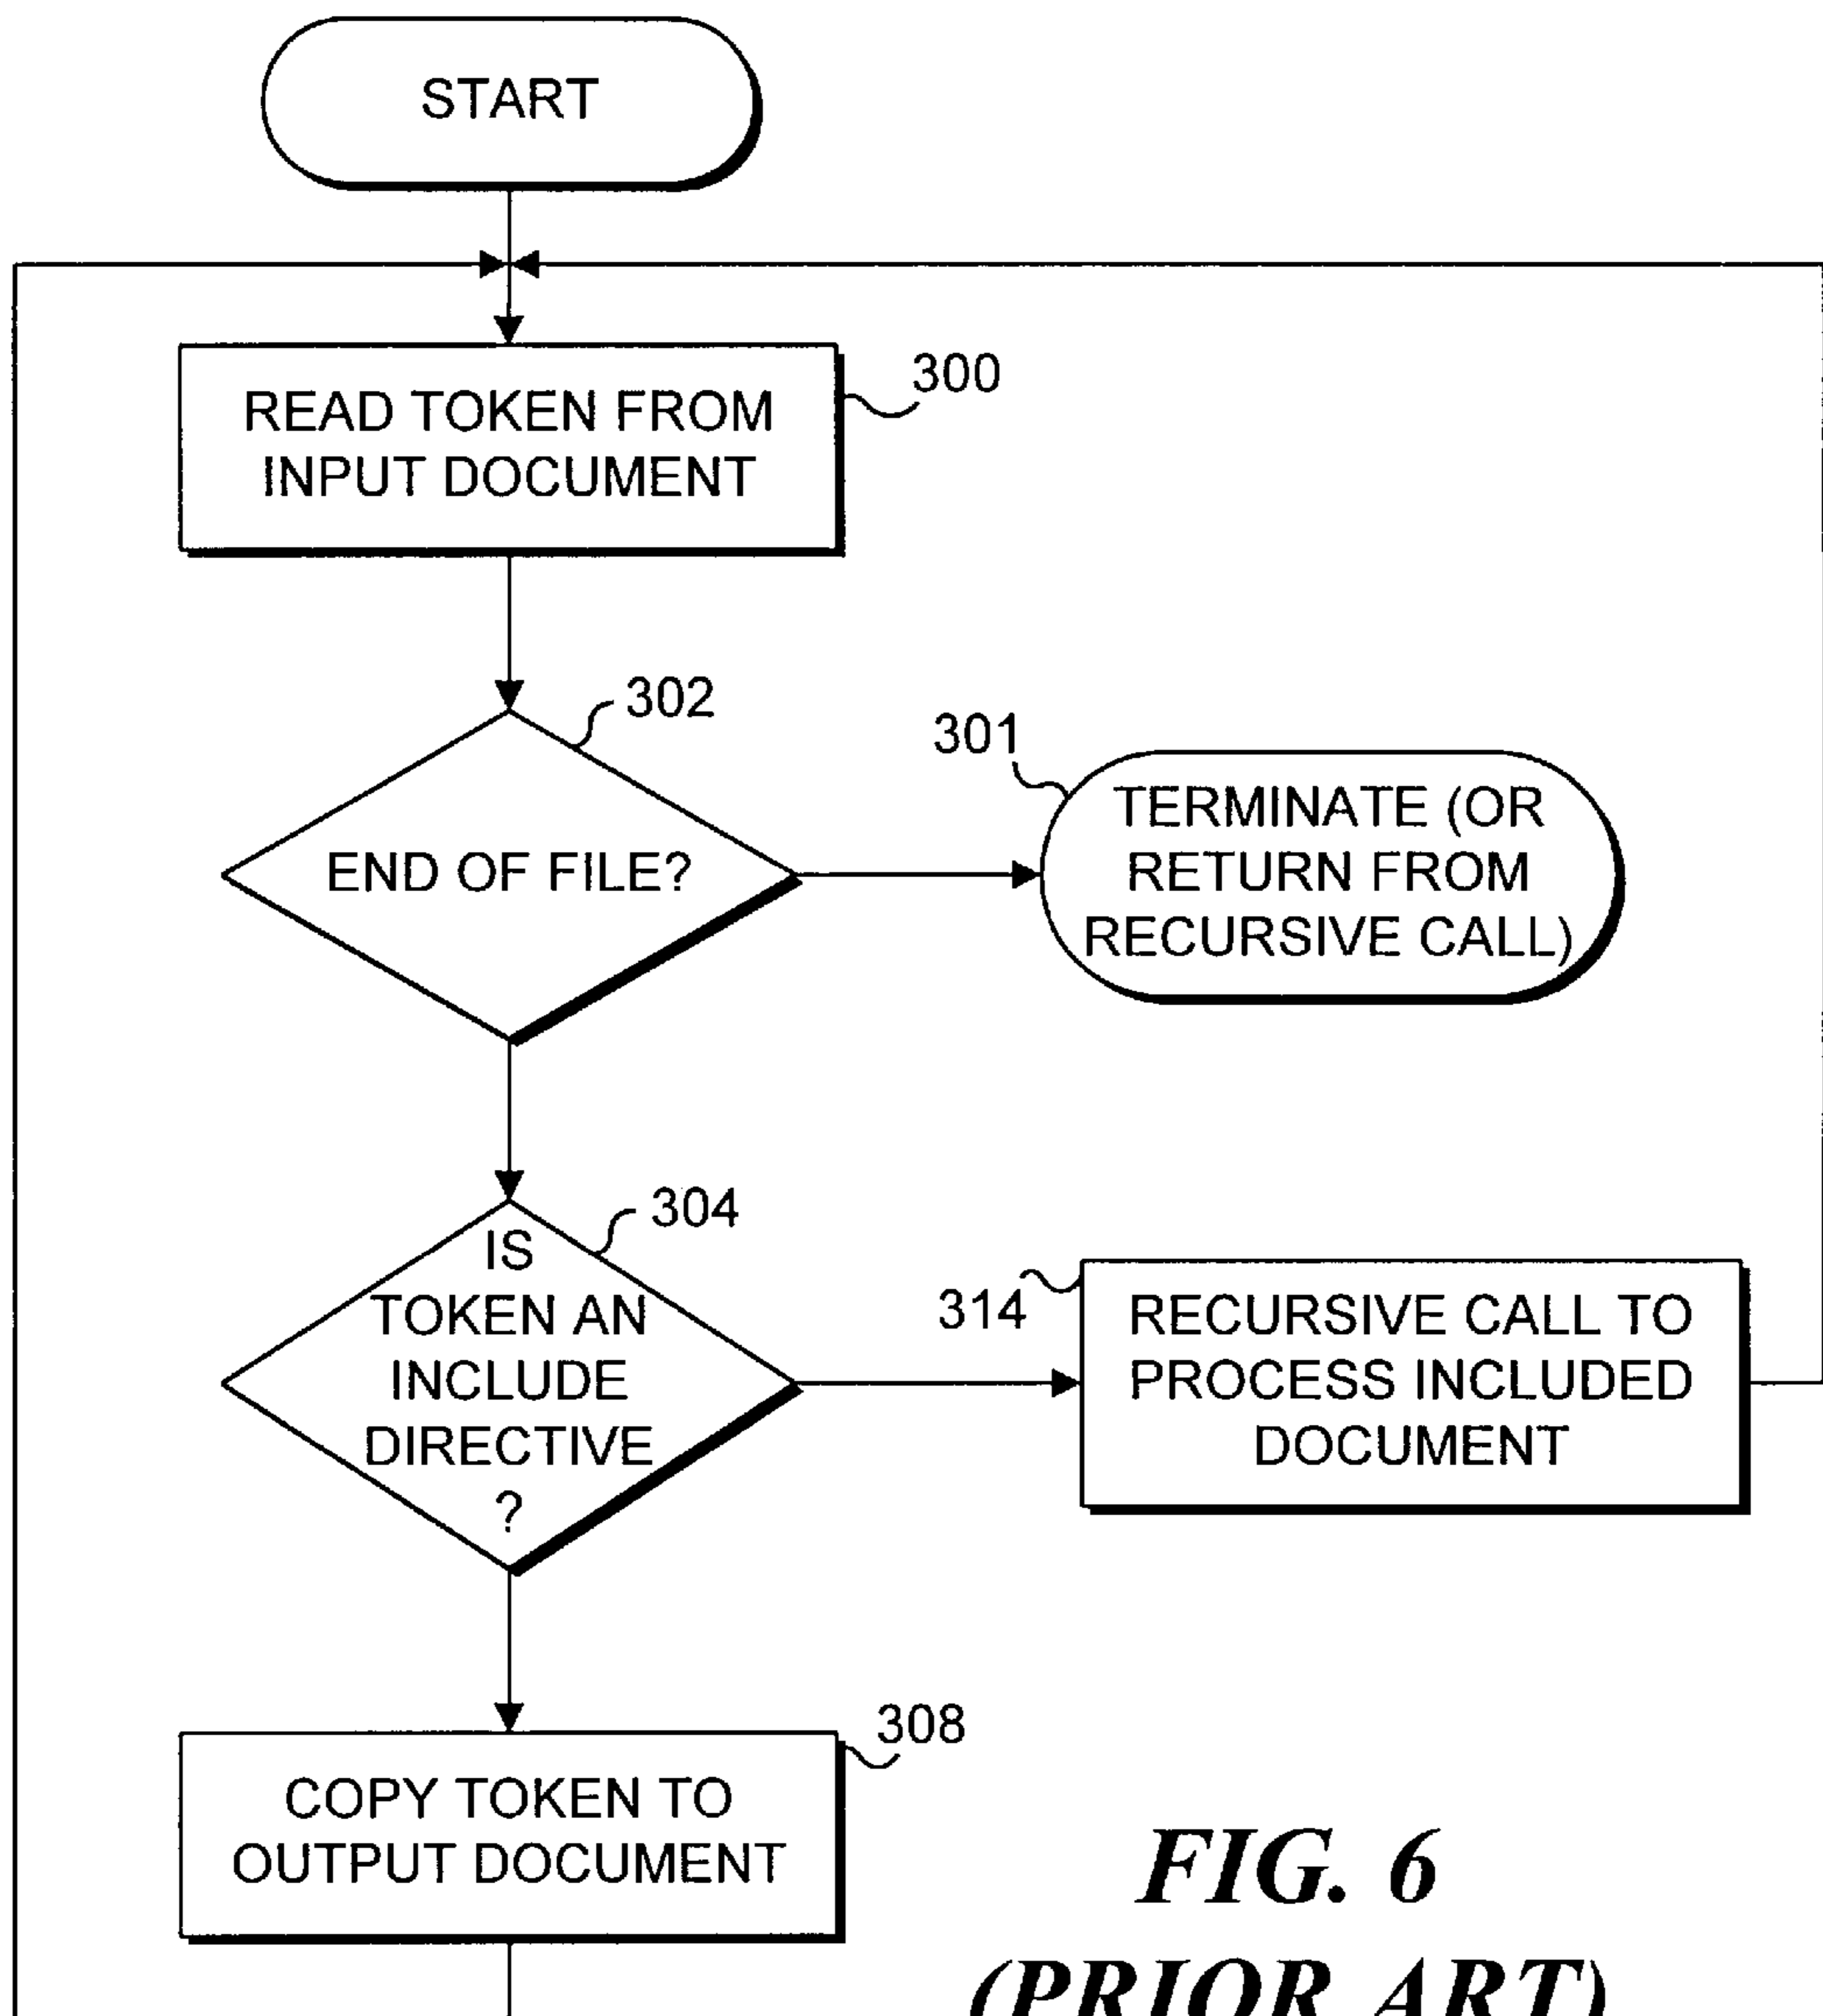 START
300
READ TOKEN FROM
INPUT DOCUMENT
302
END OF FILE?
301
TERMINATE (OR
RETURN FROM
RECURSIVE CALL)
304
IS
TOKEN AN
INCLUDE
DIRECTIVE
?
314
RECURSIVE CALL TO
PROCESS INCLUDED
DOCUMENT
308
COPY TOKEN TO
OUTPUT DOCUMENT
FIG. 6
(PRIOR ART)